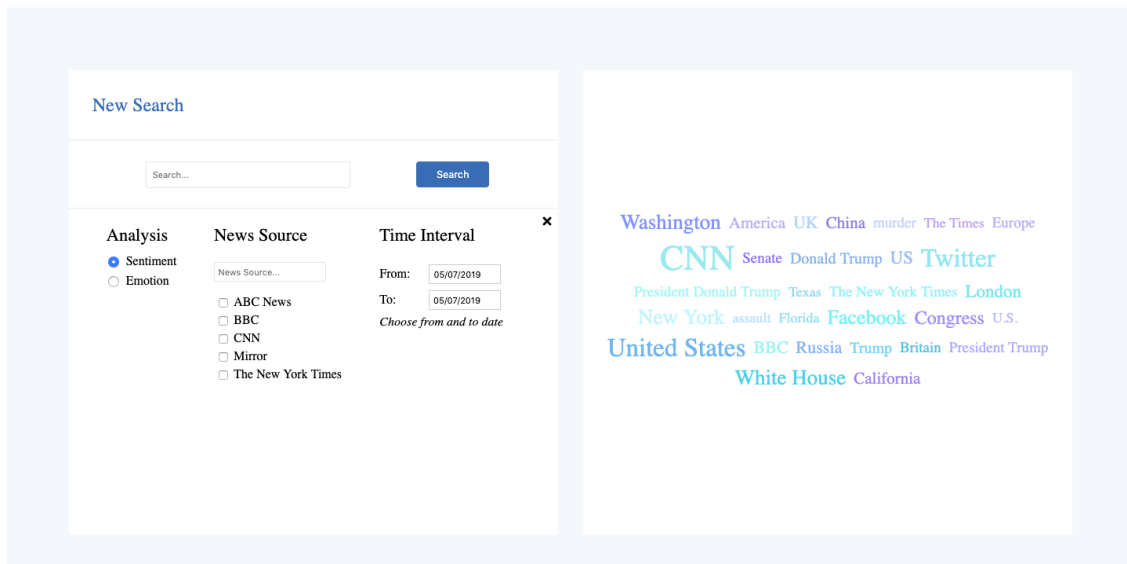 New Search
Search...
Search
Analysis
Sentiment
Emotion
News Source
News Source...
ABC News
BBC
CNN
Mirror
The New York Times
Time Interval
From: 05/07/2019
To: 05/07/2019
Choose from and to date
Washington America UK China murder The Times Europe
CNN Senate Donald Trump US Twitter
President Donald Trump Texas The New York Times London
New York assault Florida Facebook Congress U.S.
United States BBC Russia Trump Britain President Trump
White House California